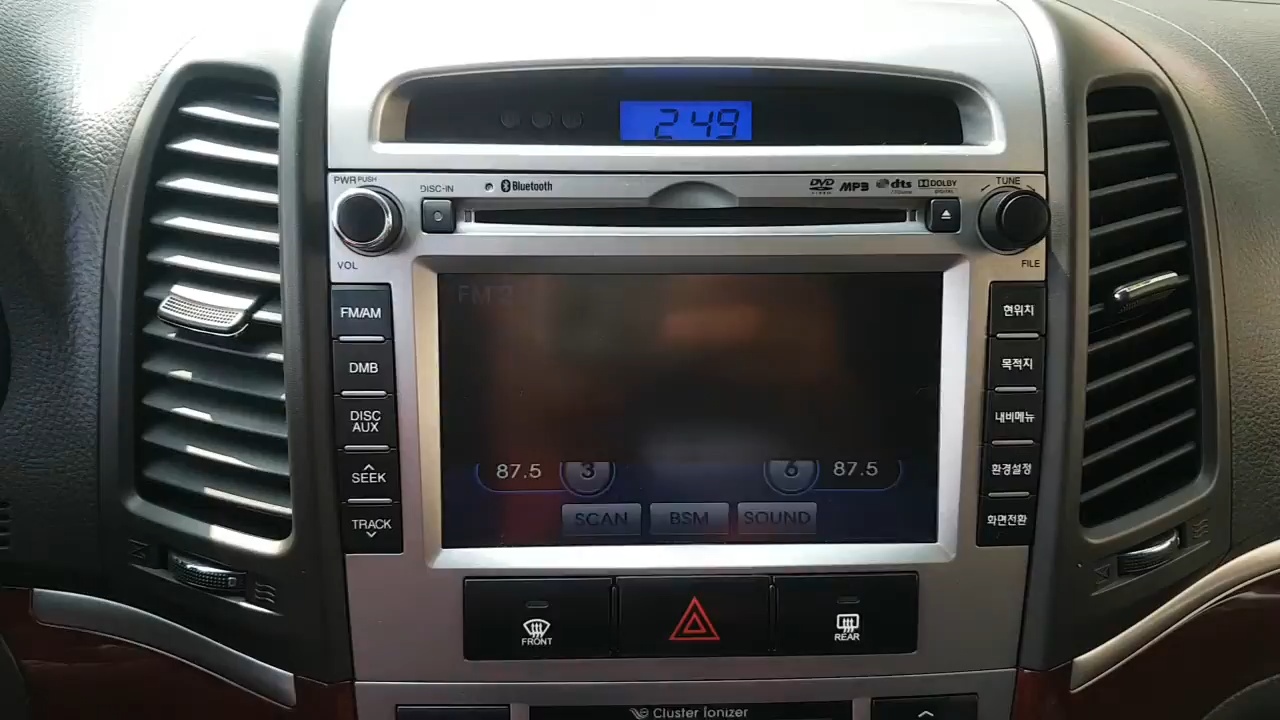 2 49
PWR PUSH
DISC-IN
Bluetooth
DVD VIDEO
MP3
dts
DOLBY DIGITAL
TUNE
VOL
FILE
FM/AM
DMB
DISC
AUX
SEEK
TRACK
현위치
목적지
내비메뉴
환경설정
화면전환
87.5
3
6
87.5
SCAN
BSM
SOUND
FRONT
REAR
Cluster Ionizer